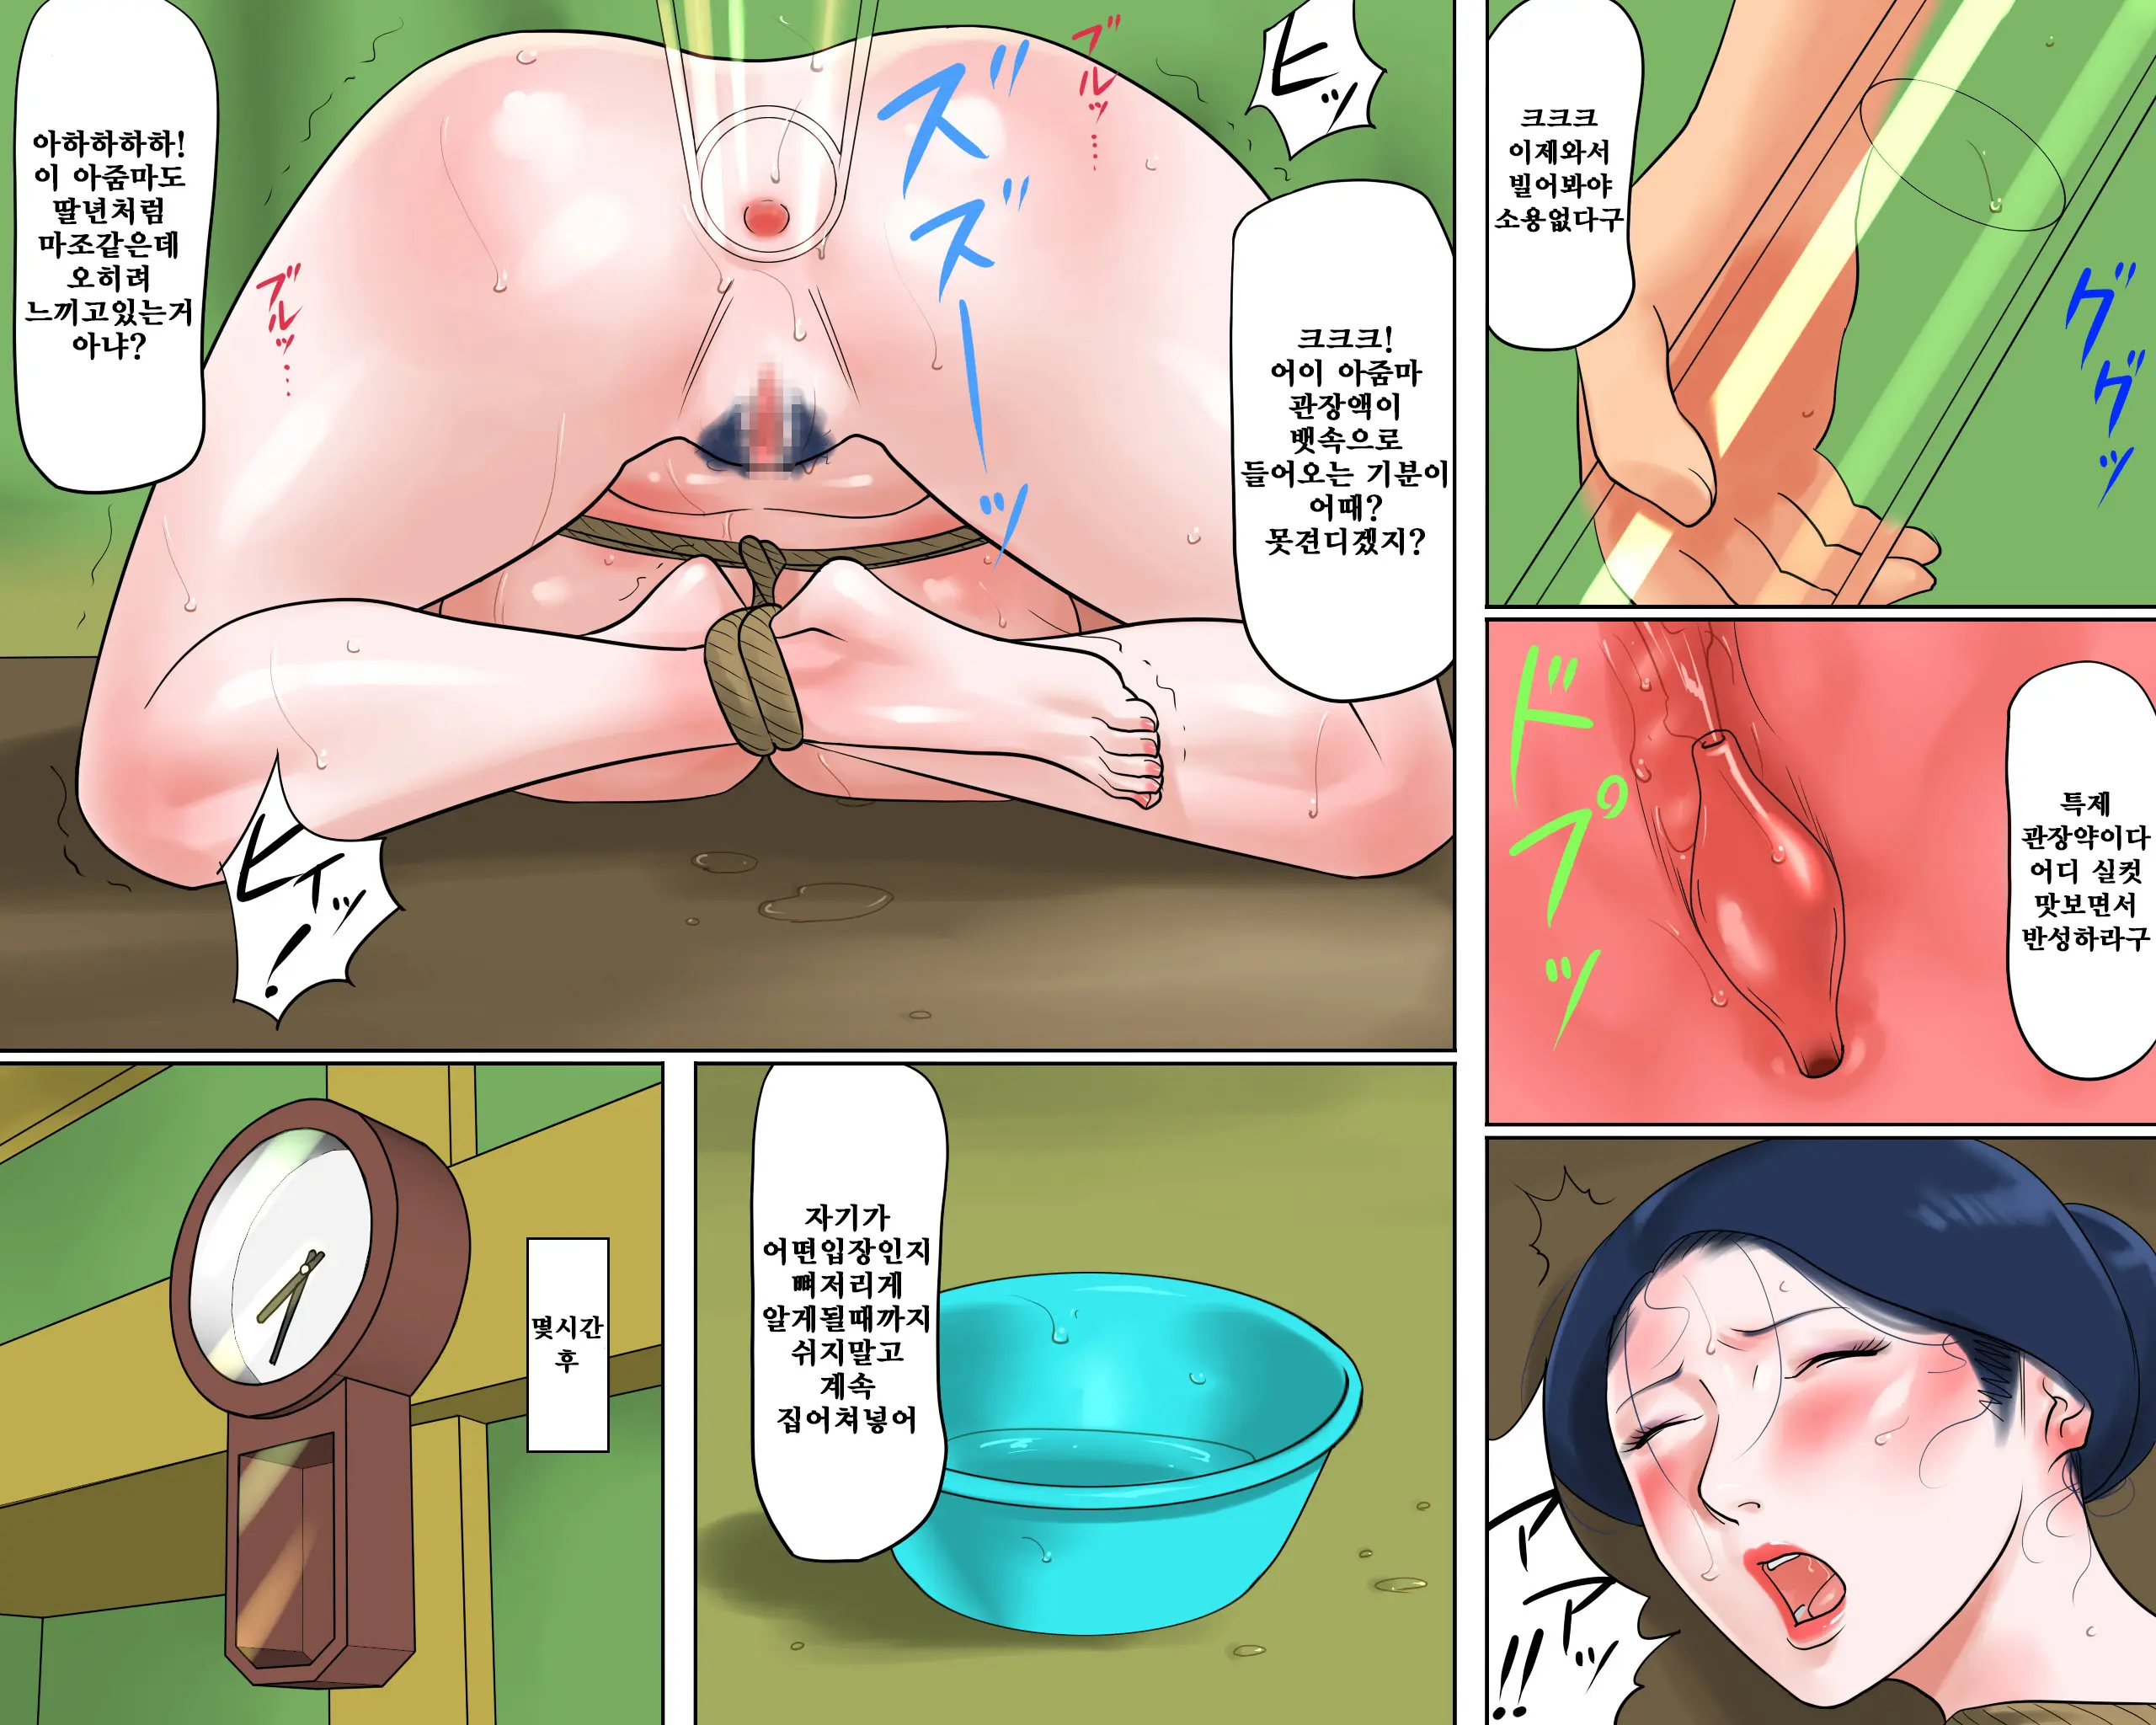 크크크
이제와서
빌어봐야
소용없다구
ググッ
특제
관장약이다
어디 실컷
맛보면서
반성하라구
ドプッ
アアッ!!
ヒッ
크크크!
어이 아줌마
관장액이
뱃속으로
들어오는 기분이
어때?
못견디겠지?
ブルッ…
ズズーッ
아하하하하!
이 아줌마도
딸년처럼
마조같은데
오히려
느끼고있는거
아냐?
ブルッ…
ヒィッ!
자기가
어떤입장인지
뼈저리게
알게될때까지
쉬지말고
계속
집어쳐넣어
몇시간
후